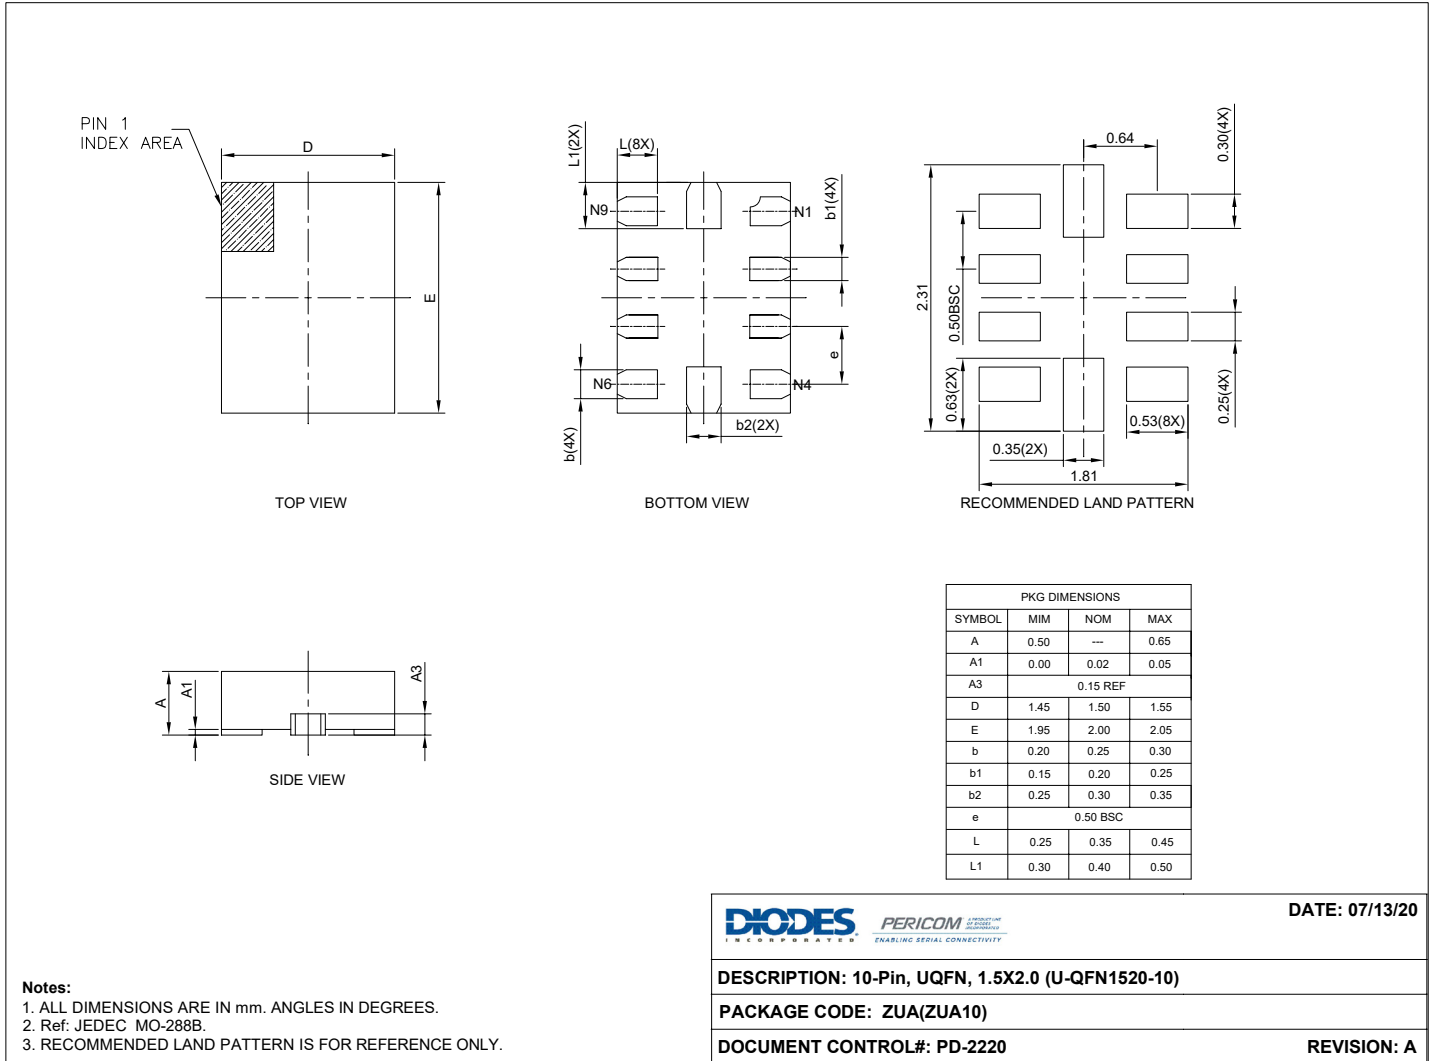 PIN 1
INDEX AREA
D
E
TOP VIEW
L1(2X)
L(8X)
N9
N1
b1(4X)
e
N6
N4
b(4X)
b2(2X)
BOTTOM VIEW
0.64
0.30(4X)
2.31
0.50BSC
0.63(2X)
0.25(4X)
0.53(8X)
0.35(2X)
1.81
RECOMMENDED LAND PATTERN
A
A1
A3
SIDE VIEW
PKG DIMENSIONS
SYMBOL MIM NOM MAX
A 0.50 --- 0.65
A1 0.00 0.02 0.05
A3 0.15 REF
D 1.45 1.50 1.55
E 1.95 2.00 2.05
b 0.20 0.25 0.30
b1 0.15 0.20 0.25
b2 0.25 0.30 0.35
e 0.50 BSC
L 0.25 0.35 0.45
L1 0.30 0.40 0.50
DIODES
INCORPORATED
PERICOM
A PRODUCT LINE
OF DIODES
INCORPORATED
ENABLING SERIAL CONNECTIVITY
DATE: 07/13/20
DESCRIPTION: 10-Pin, UQFN, 1.5X2.0 (U-QFN1520-10)
PACKAGE CODE: ZUA(ZUA10)
DOCUMENT CONTROL#: PD-2220
REVISION: A
Notes:
1. ALL DIMENSIONS ARE IN mm. ANGLES IN DEGREES.
2. Ref: JEDEC MO-288B.
3. RECOMMENDED LAND PATTERN IS FOR REFERENCE ONLY.